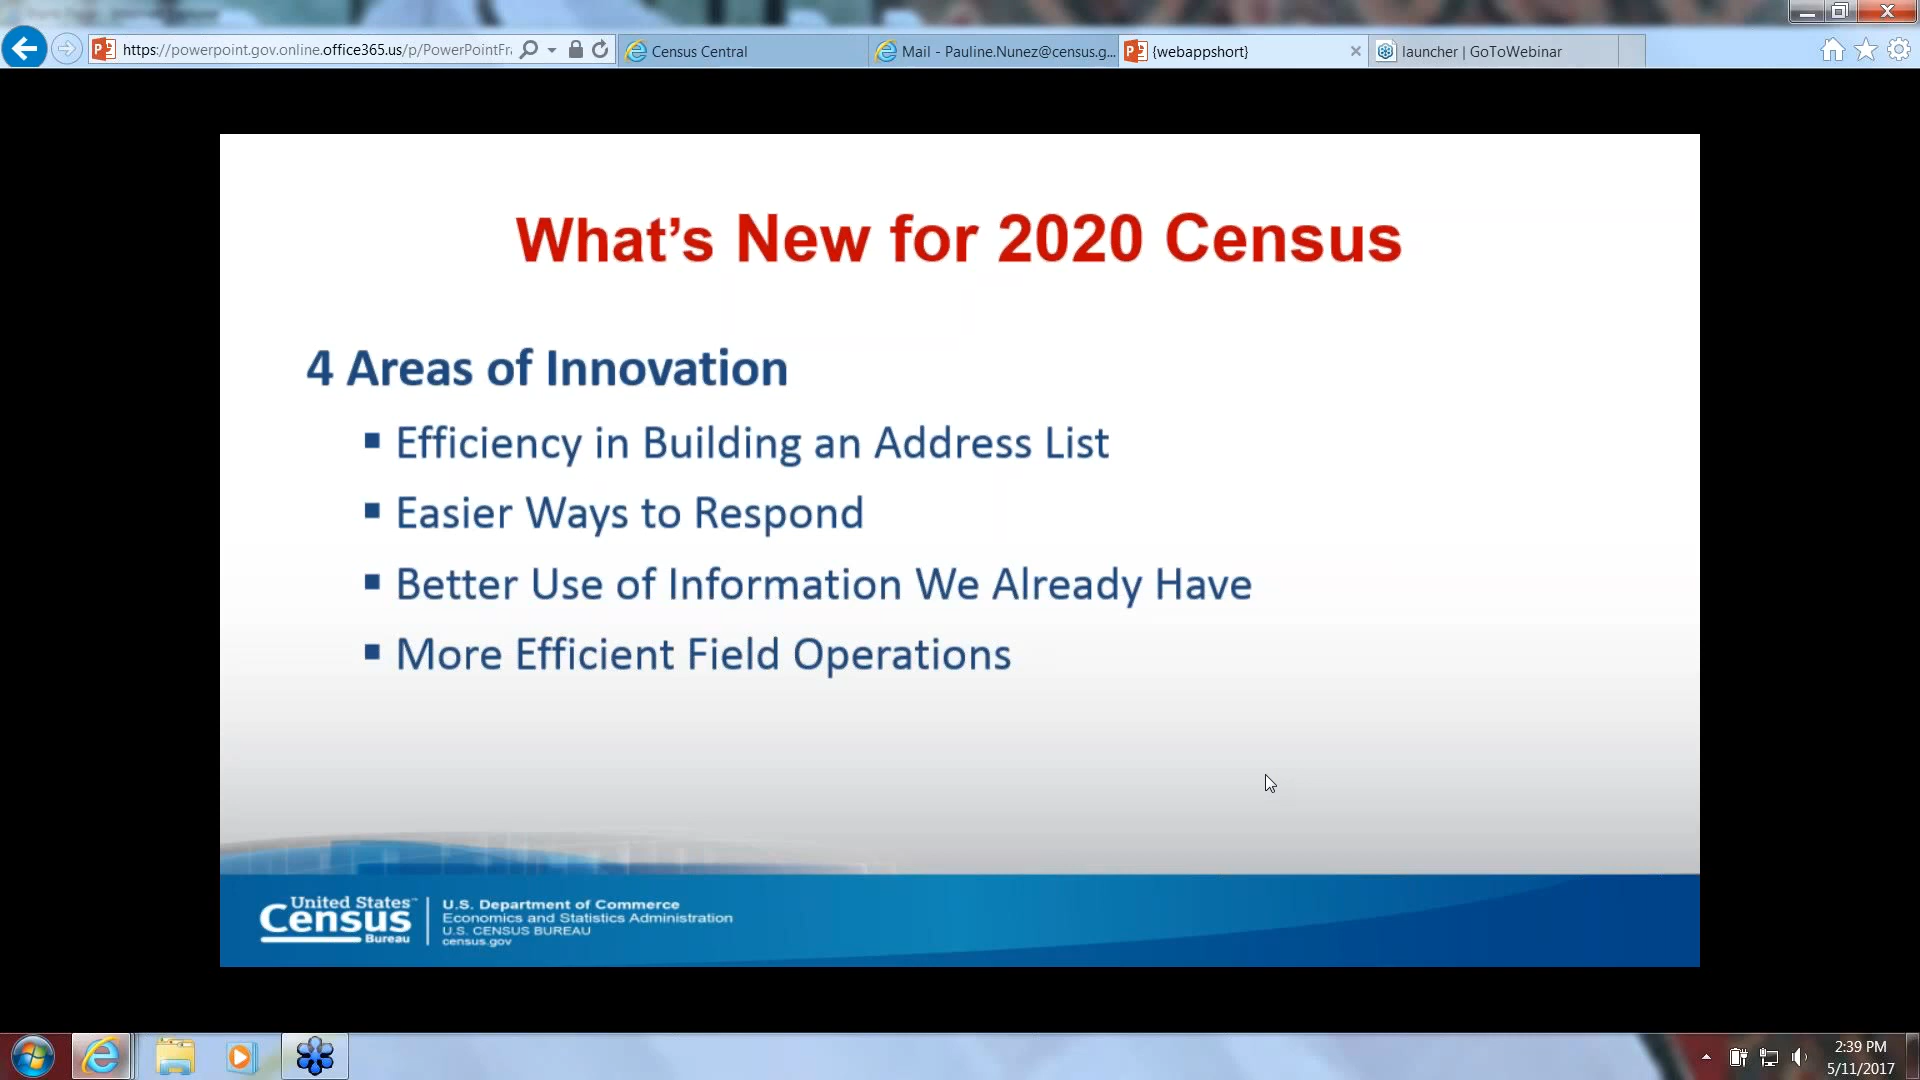 https://powerpoint.gov.online.office365.us/p/PowerPointFr
Census Central
Mail - Pauline.Nunez@census.g...
{webappshort}
launcher | GoToWebinar
What's New for 2020 Census
4 Areas of Innovation
▪ Efficiency in Building an Address List
▪ Easier Ways to Respond
▪ Better Use of Information We Already Have
▪ More Efficient Field Operations
United States™
Census
Bureau
U.S. Department of Commerce
Economics and Statistics Administration
U.S. CENSUS BUREAU
census.gov
2:39 PM
5/11/2017